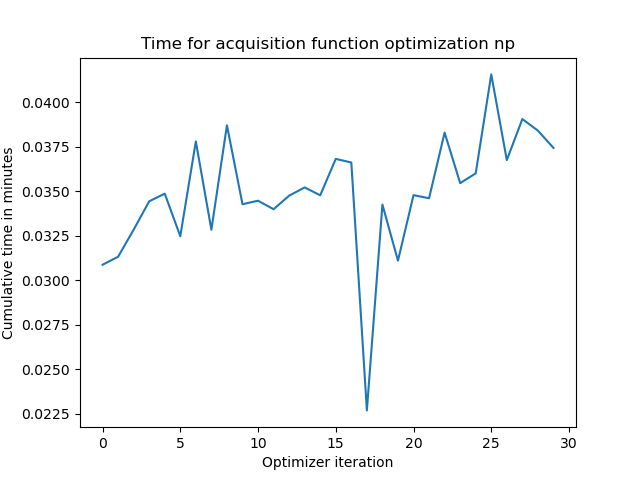 Time for acquisition function optimization np
Cumulative time in minutes
0.0400
0.0375
0.0350
0.0325
0.0300
0.0275
0.0250
0.0225
0 5 10 15 20 25 30
Optimizer iteration